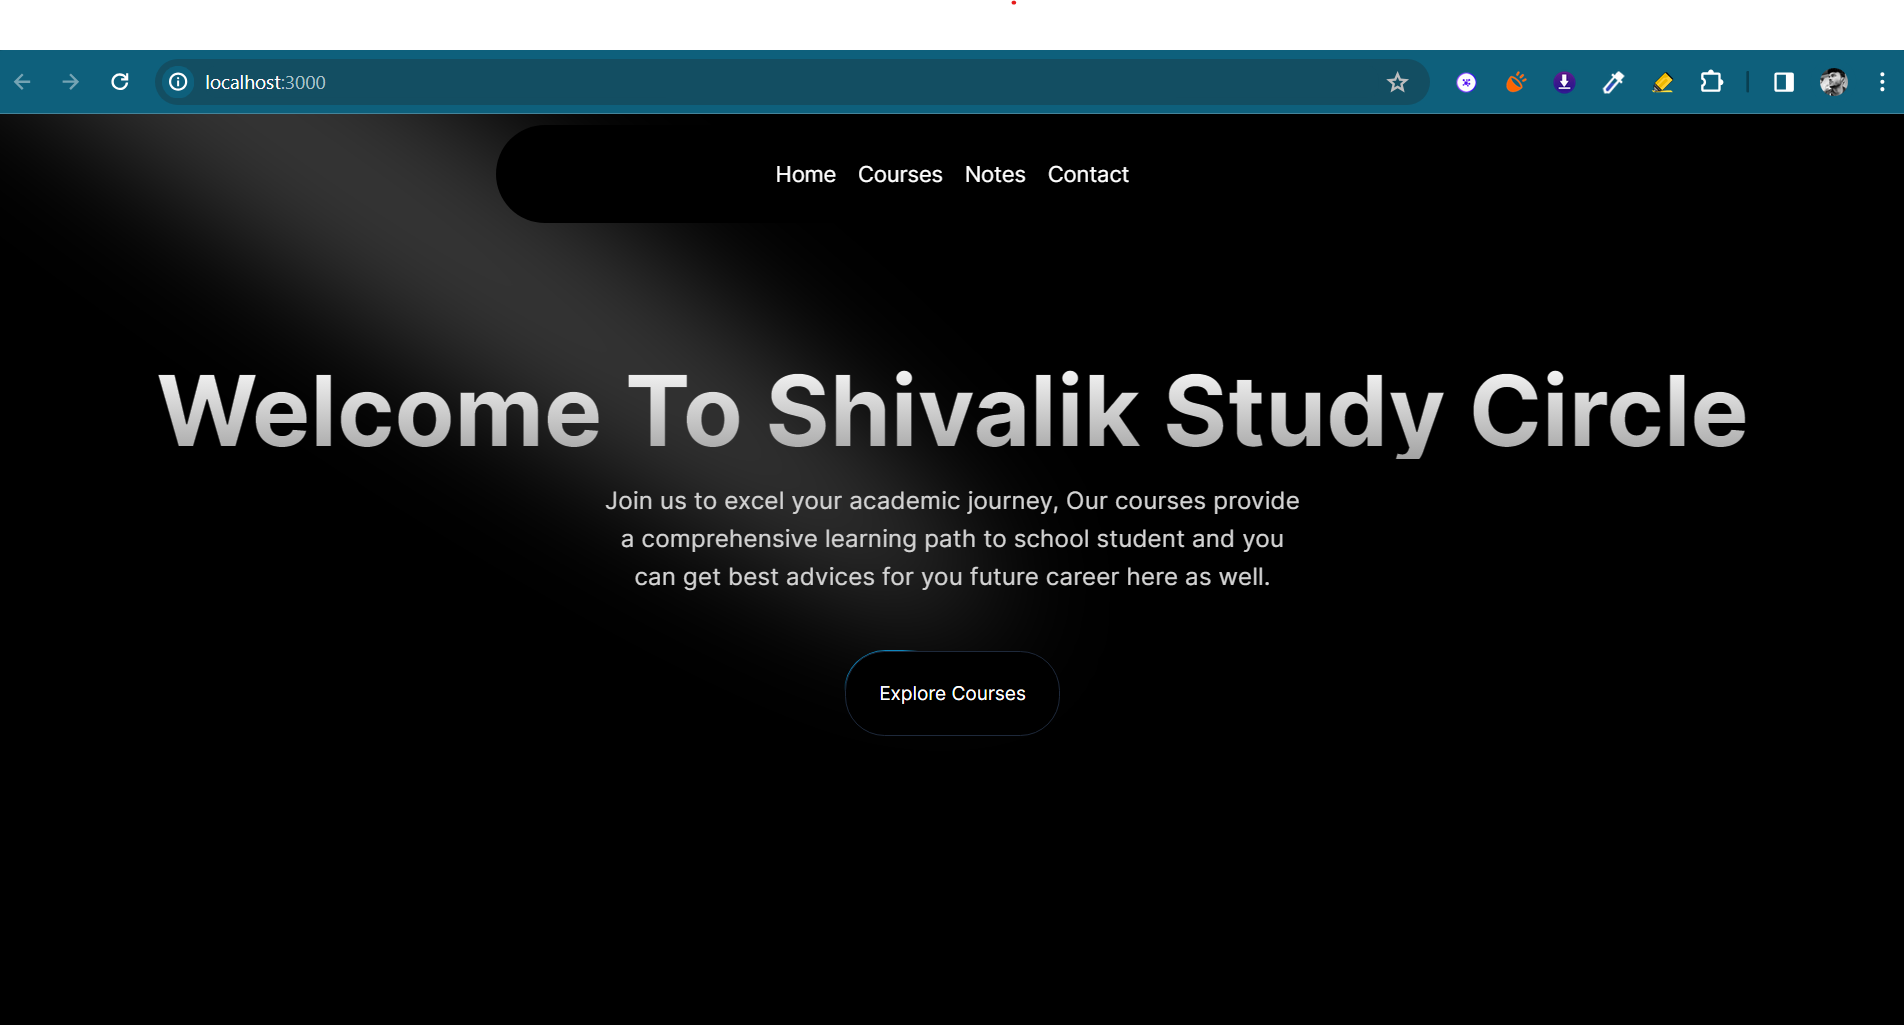 localhost:3000
Home Courses Notes Contact
Welcome To Shivalik Study Circle
Join us to excel your academic journey, Our courses provide
a comprehensive learning path to school student and you
can get best advices for you future career here as well.
Explore Courses